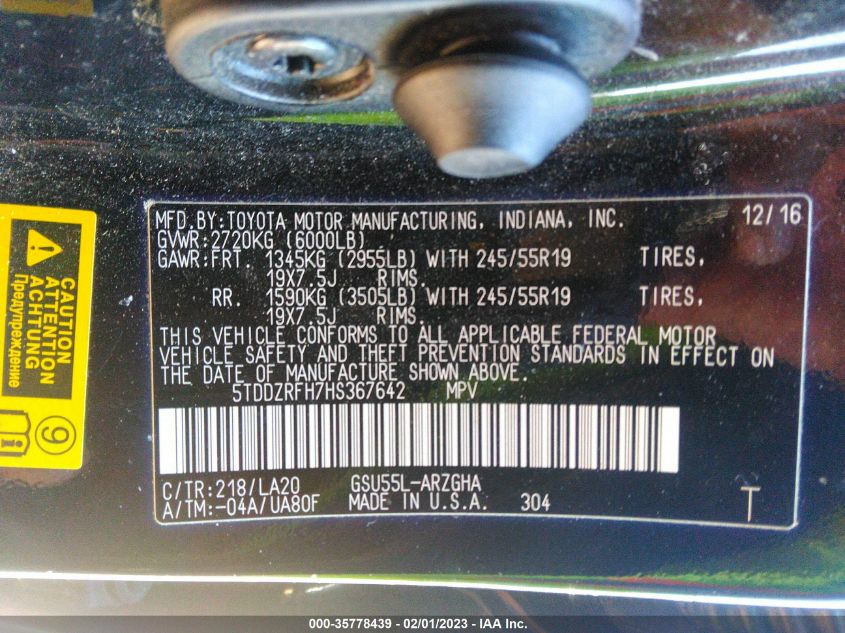 MFD.BY:TOYOTA MOTOR MANUFACTURING, INDIANA, INC. 12/16
GVWR:2720KG (6000LB)
GAWR:FRT. 1345KG (2955LB) WITH 245/55R19 TIRES,
19X7.5J RIMS.
RR. 1590KG (3505LB) WITH 245/55R19 TIRES,
19X7.5J RIMS.
THIS VEHICLE CONFORMS TO ALL APPLICABLE FEDERAL MOTOR
VEHICLE SAFETY AND THEFT PREVENTION STANDARDS IN EFFECT ON
THE DATE OF MANUFACTURE SHOWN ABOVE.
5TDDZRFH7HS367642 MPV
C/TR:218/LA20 GSU55L-ARZGHA
A/TM:-04A/UA80F MADE IN U.S.A. 304 T
CAUTION
ATTENTION
ACHTUNG
Предупреждение
9
000-35778439 - 02/01/2023 - IAA Inc.